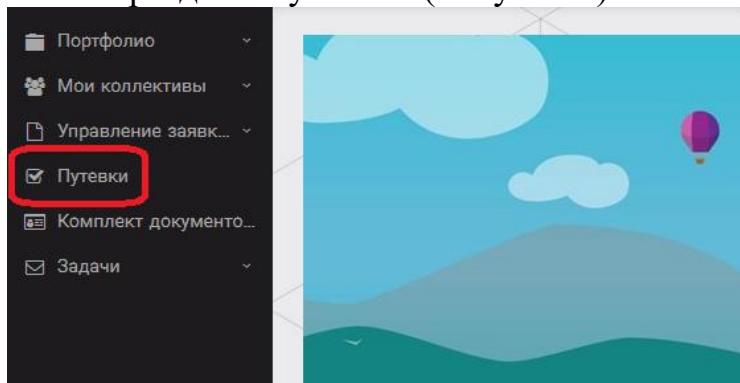 Портфолио
Мои коллективы
Управление заявк...
Путевки
Комплект документо...
Задачи